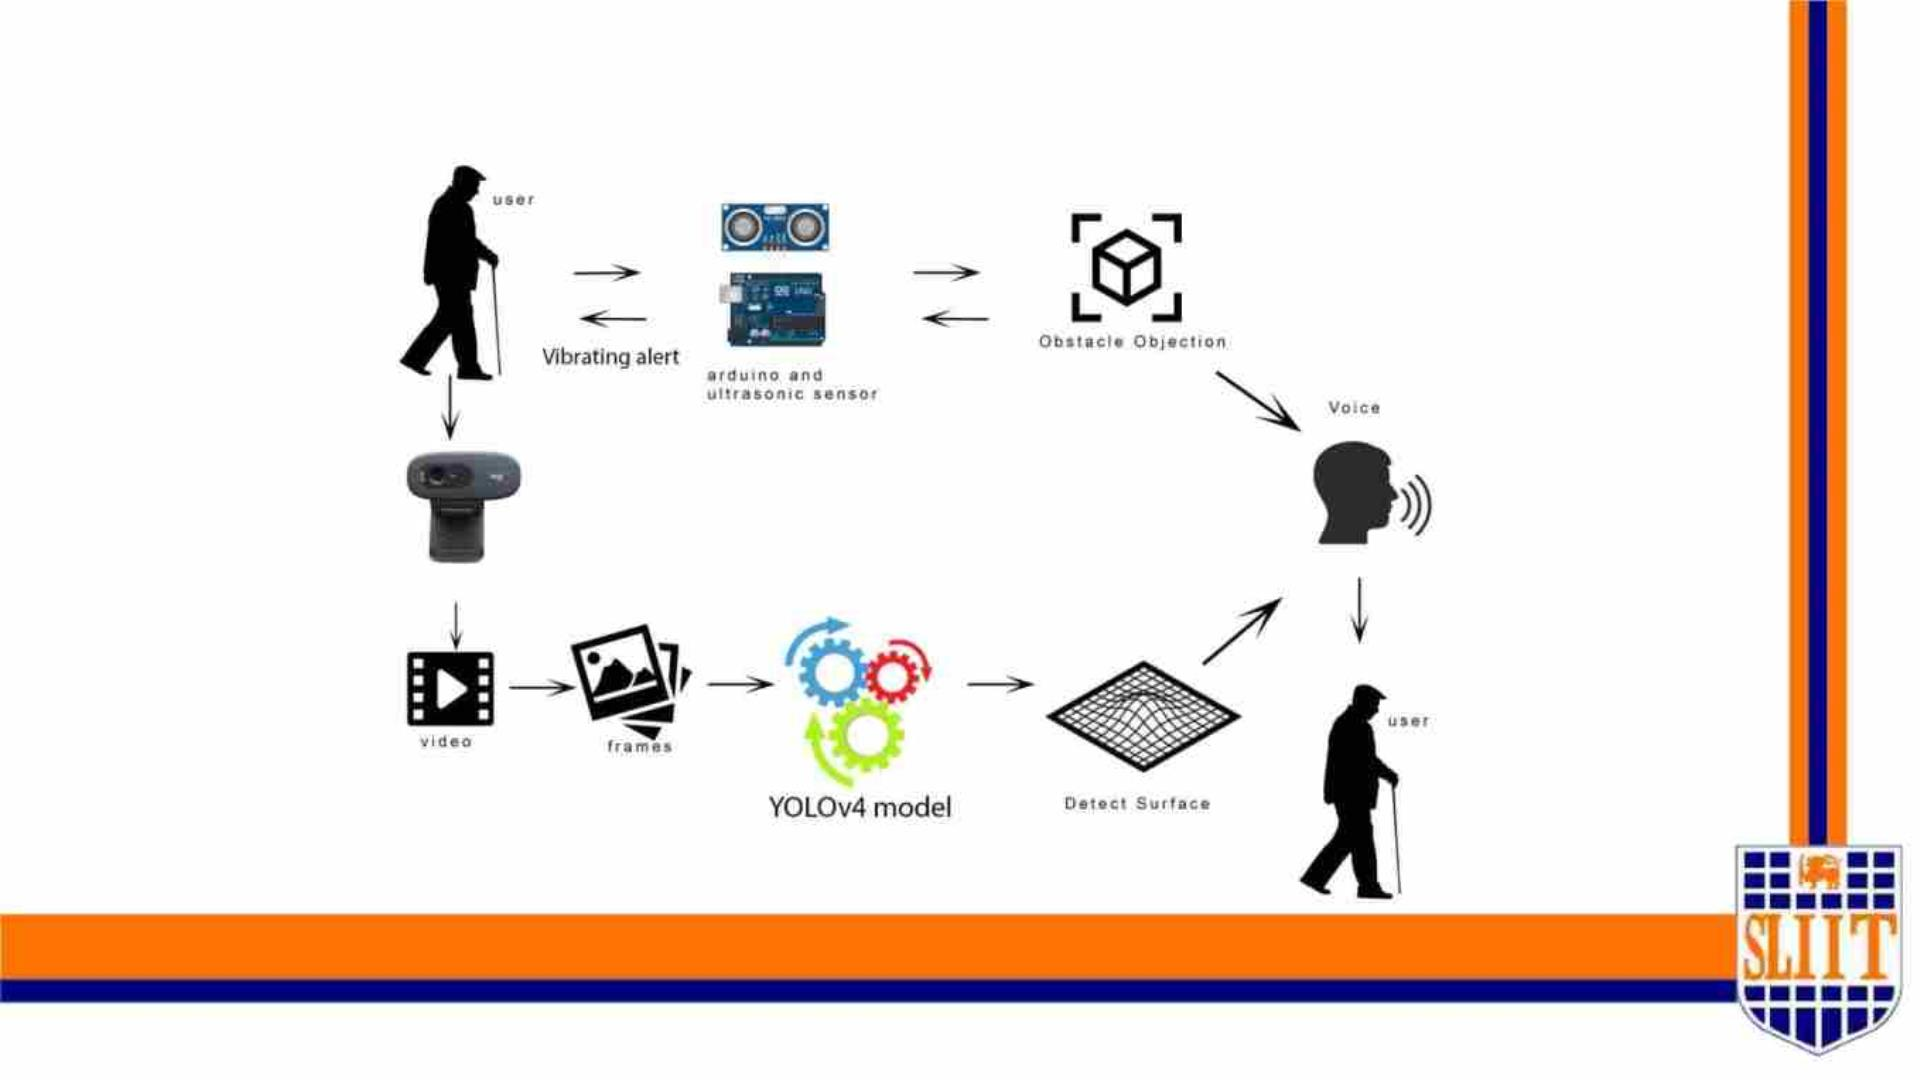 user
Vibrating alert
arduino and
ultrasonic sensor
Obstacle Objection
Voice
video
frames
YOLOv4 model
Detect Surface
user
SLIIT